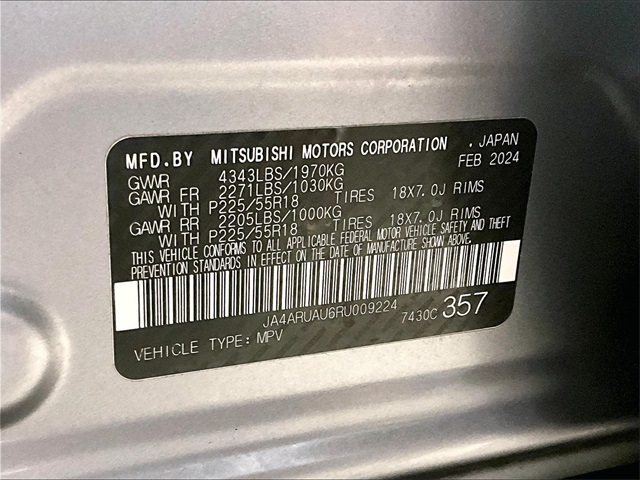 MFD.BY MITSUBISHI MOTORS CORPORATION . JAPAN
GVWR 4343LBS/1970KG FEB 2024
GAWR FR 2271LBS/1030KG
WITH P225/55R18 TIRES 18X7.0J RIMS
GAWR RR 2205LBS/1000KG
WITH P225/55R18 TIRES 18X7.0J RIMS
THIS VEHICLE CONFORMS TO ALL APPLICABLE FEDERAL MOTOR VEHICLE SAFETY AND THEFT
PREVENTION STANDARDS IN EFFECT ON THE DATE OF MANUFACTURE SHOWN ABOVE.
JA4ARUAU6RU009224
7430C 357
VEHICLE TYPE:MPV